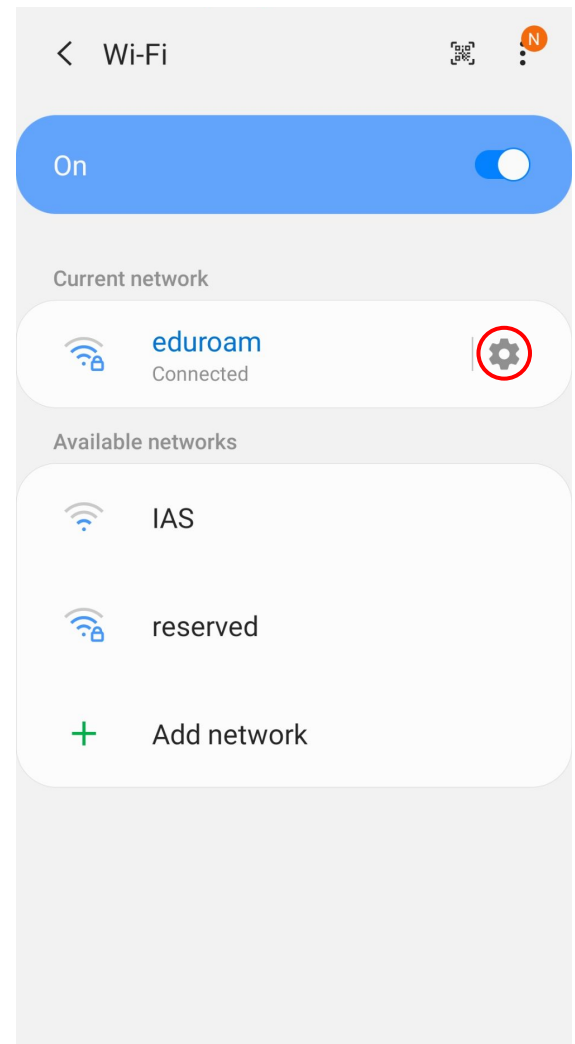 Wi-Fi
N
On
Current network
eduroam
Connected
Available networks
IAS
reserved
Add network